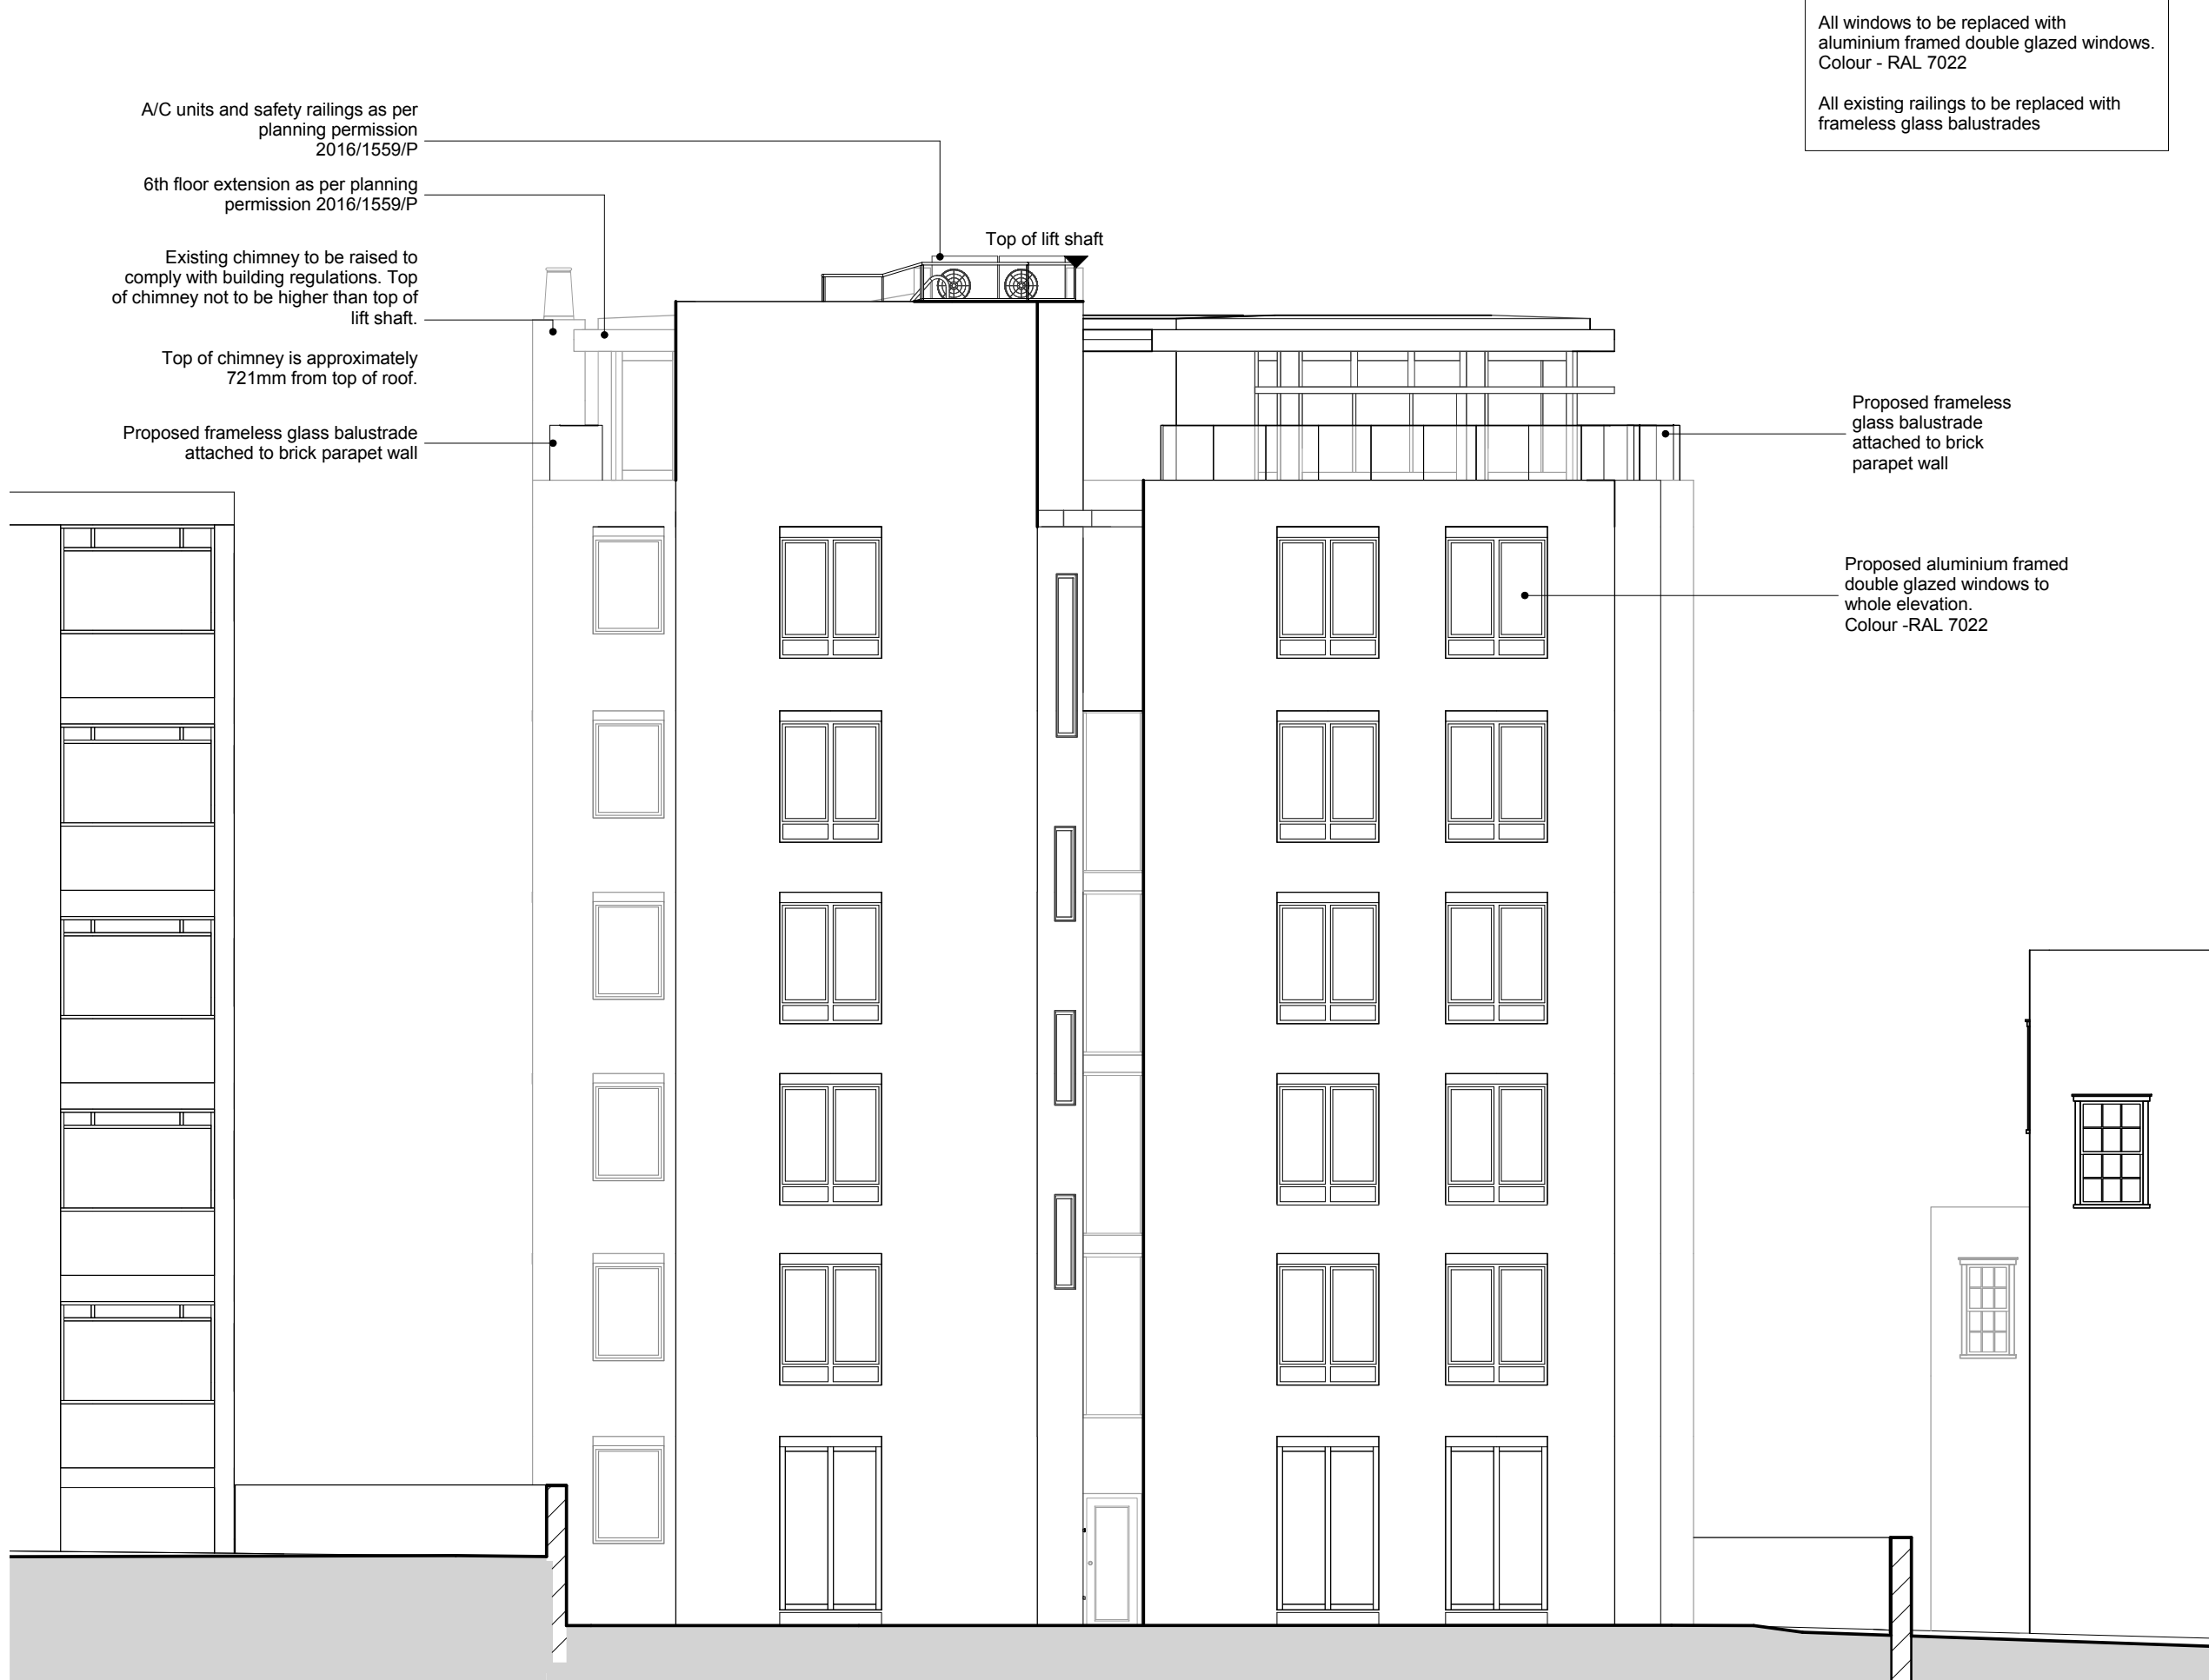 All windows to be replaced with
aluminium framed double glazed windows.
Colour - RAL 7022
All existing railings to be replaced with
frameless glass balustrades
A/C units and safety railings as per
planning permission
2016/1559/P
6th floor extension as per planning
permission 2016/1559/P
Top of lift shaft
Existing chimney to be raised to
comply with building regulations. Top
of chimney not to be higher than top of
lift shaft.
Top of chimney is approximately
721mm from top of roof.
Proposed frameless glass balustrade
attached to brick parapet wall
Proposed frameless
glass balustrade
attached to brick
parapet wall
Proposed aluminium framed
double glazed windows to
whole elevation.
Colour -RAL 7022